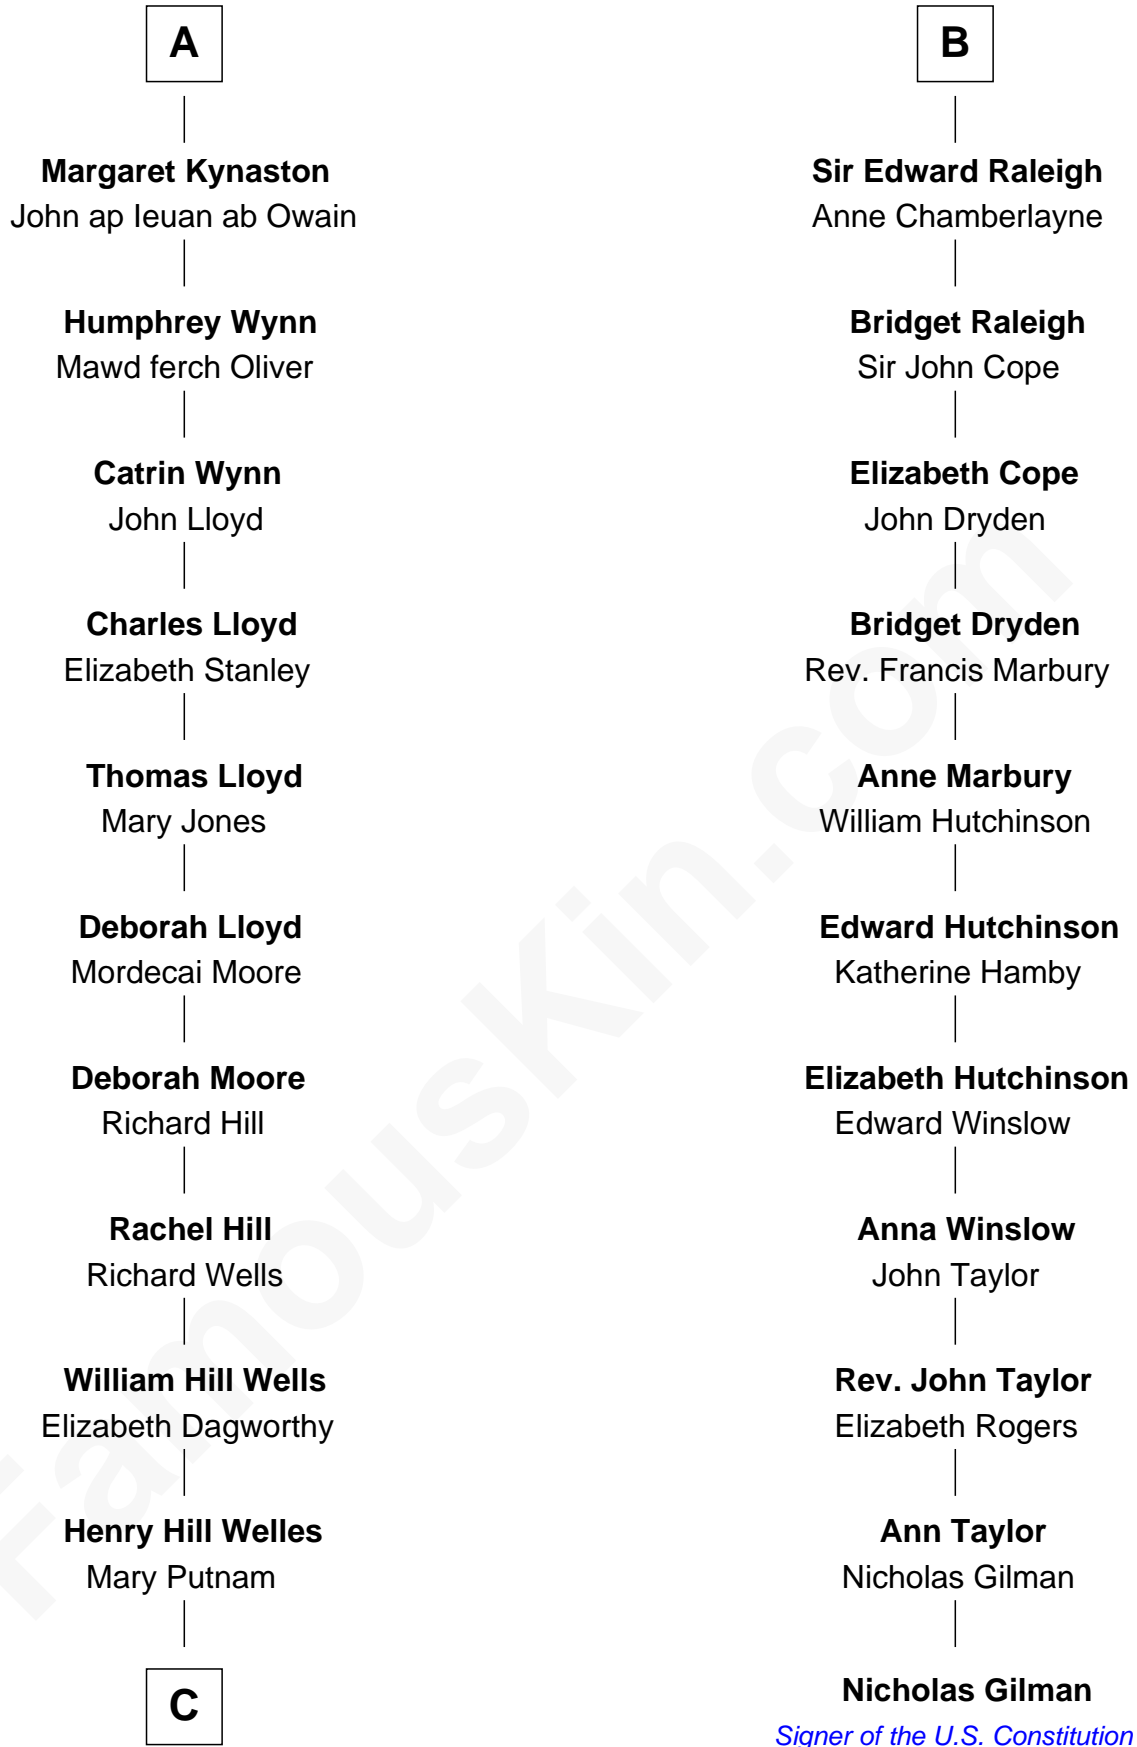 A
Margaret Kynaston
John ap Ieuan ab Owain
Humphrey Wynn
Mawd ferch Oliver
Catrin Wynn
John Lloyd
Charles Lloyd
Elizabeth Stanley
Thomas Lloyd
Mary Jones
Deborah Lloyd
Mordecai Moore
Deborah Moore
Richard Hill
Rachel Hill
Richard Wells
William Hill Wells
Elizabeth Dagworthy
Henry Hill Welles
Mary Putnam
C
B
Sir Edward Raleigh
Anne Chamberlayne
Bridget Raleigh
Sir John Cope
Elizabeth Cope
John Dryden
Bridget Dryden
Rev. Francis Marbury
Anne Marbury
William Hutchinson
Edward Hutchinson
Katherine Hamby
Elizabeth Hutchinson
Edward Winslow
Anna Winslow
John Taylor
Rev. John Taylor
Elizabeth Rogers
Ann Taylor
Nicholas Gilman
Nicholas Gilman
Signer of the U.S. Constitution
FamousKin.com